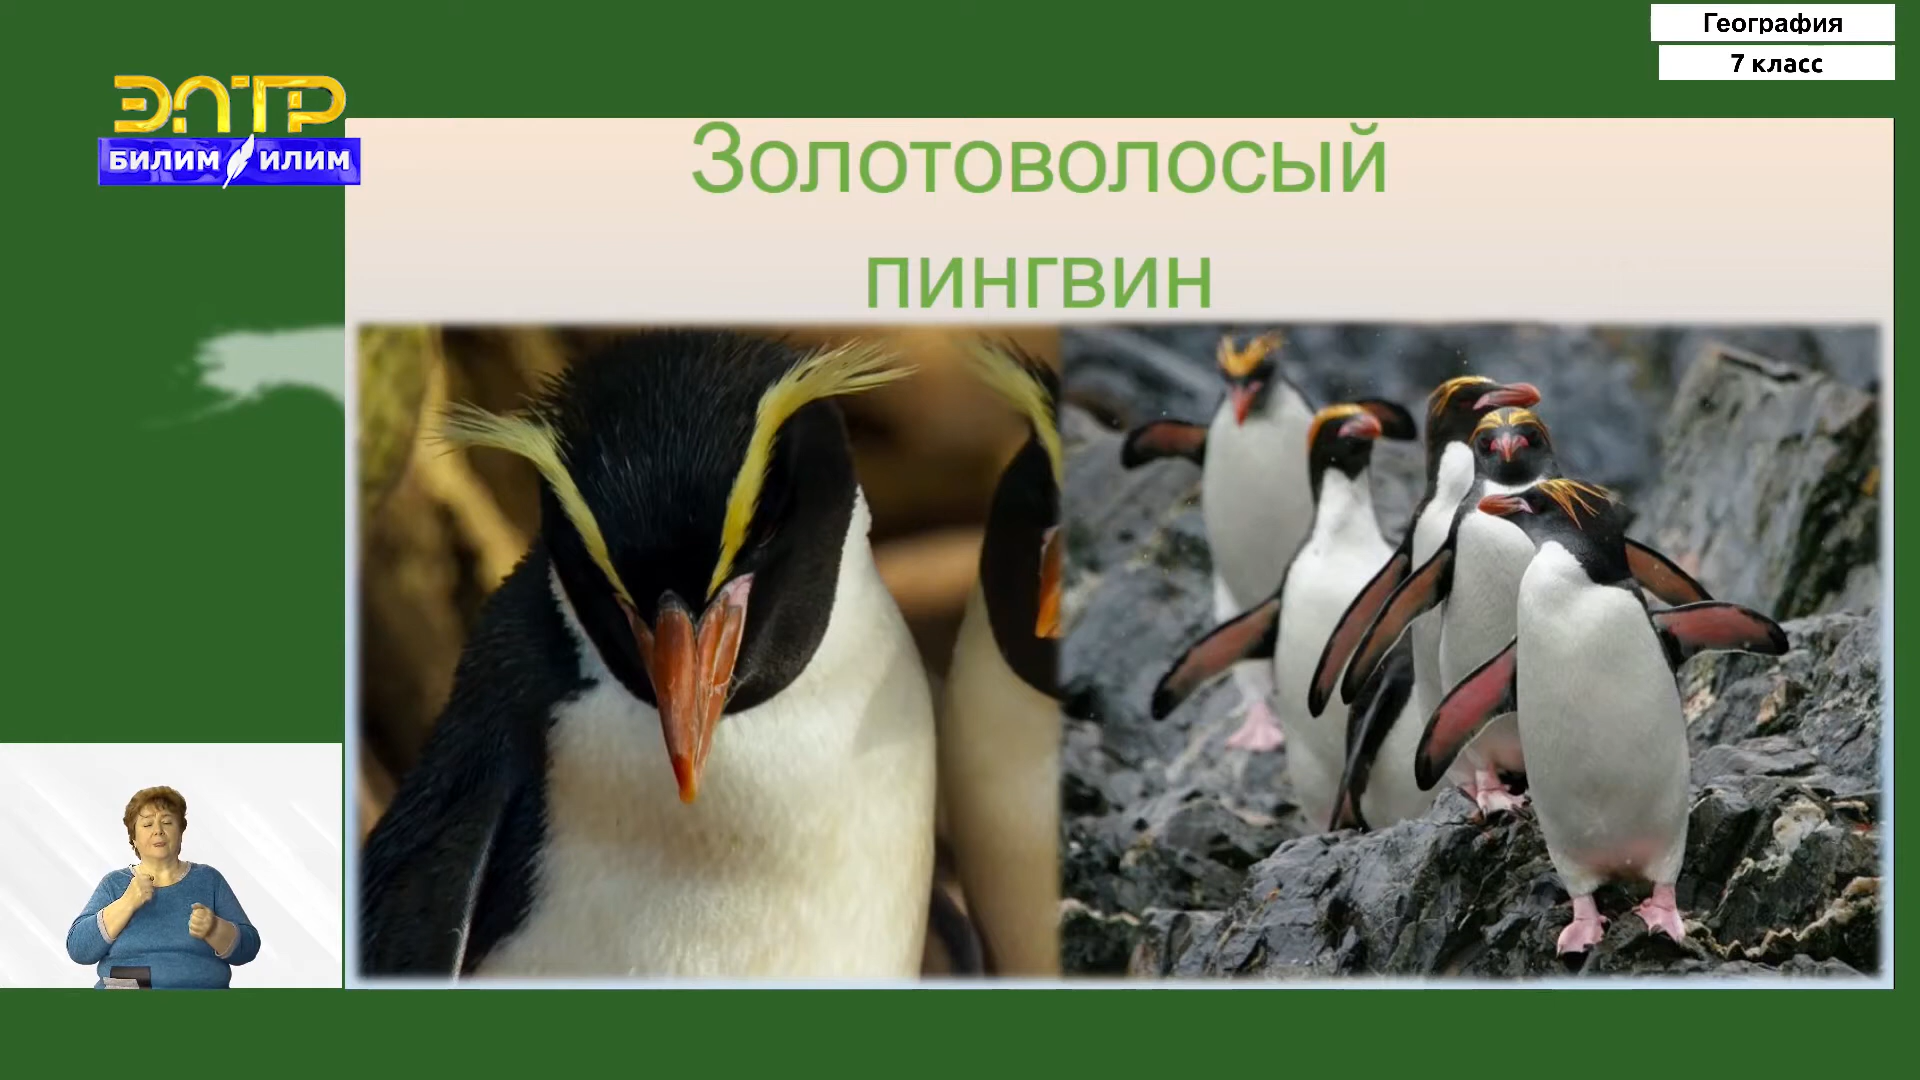 География
7 класс
ЭЛТР
БИЛИМ ИЛИМ
Золотоволосый
пингвин